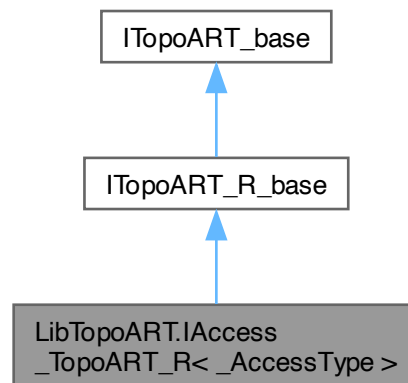 ITopoART_base
ITopoART_R_base
LibTopoART.IAccess
_TopoART_R< _AccessType >